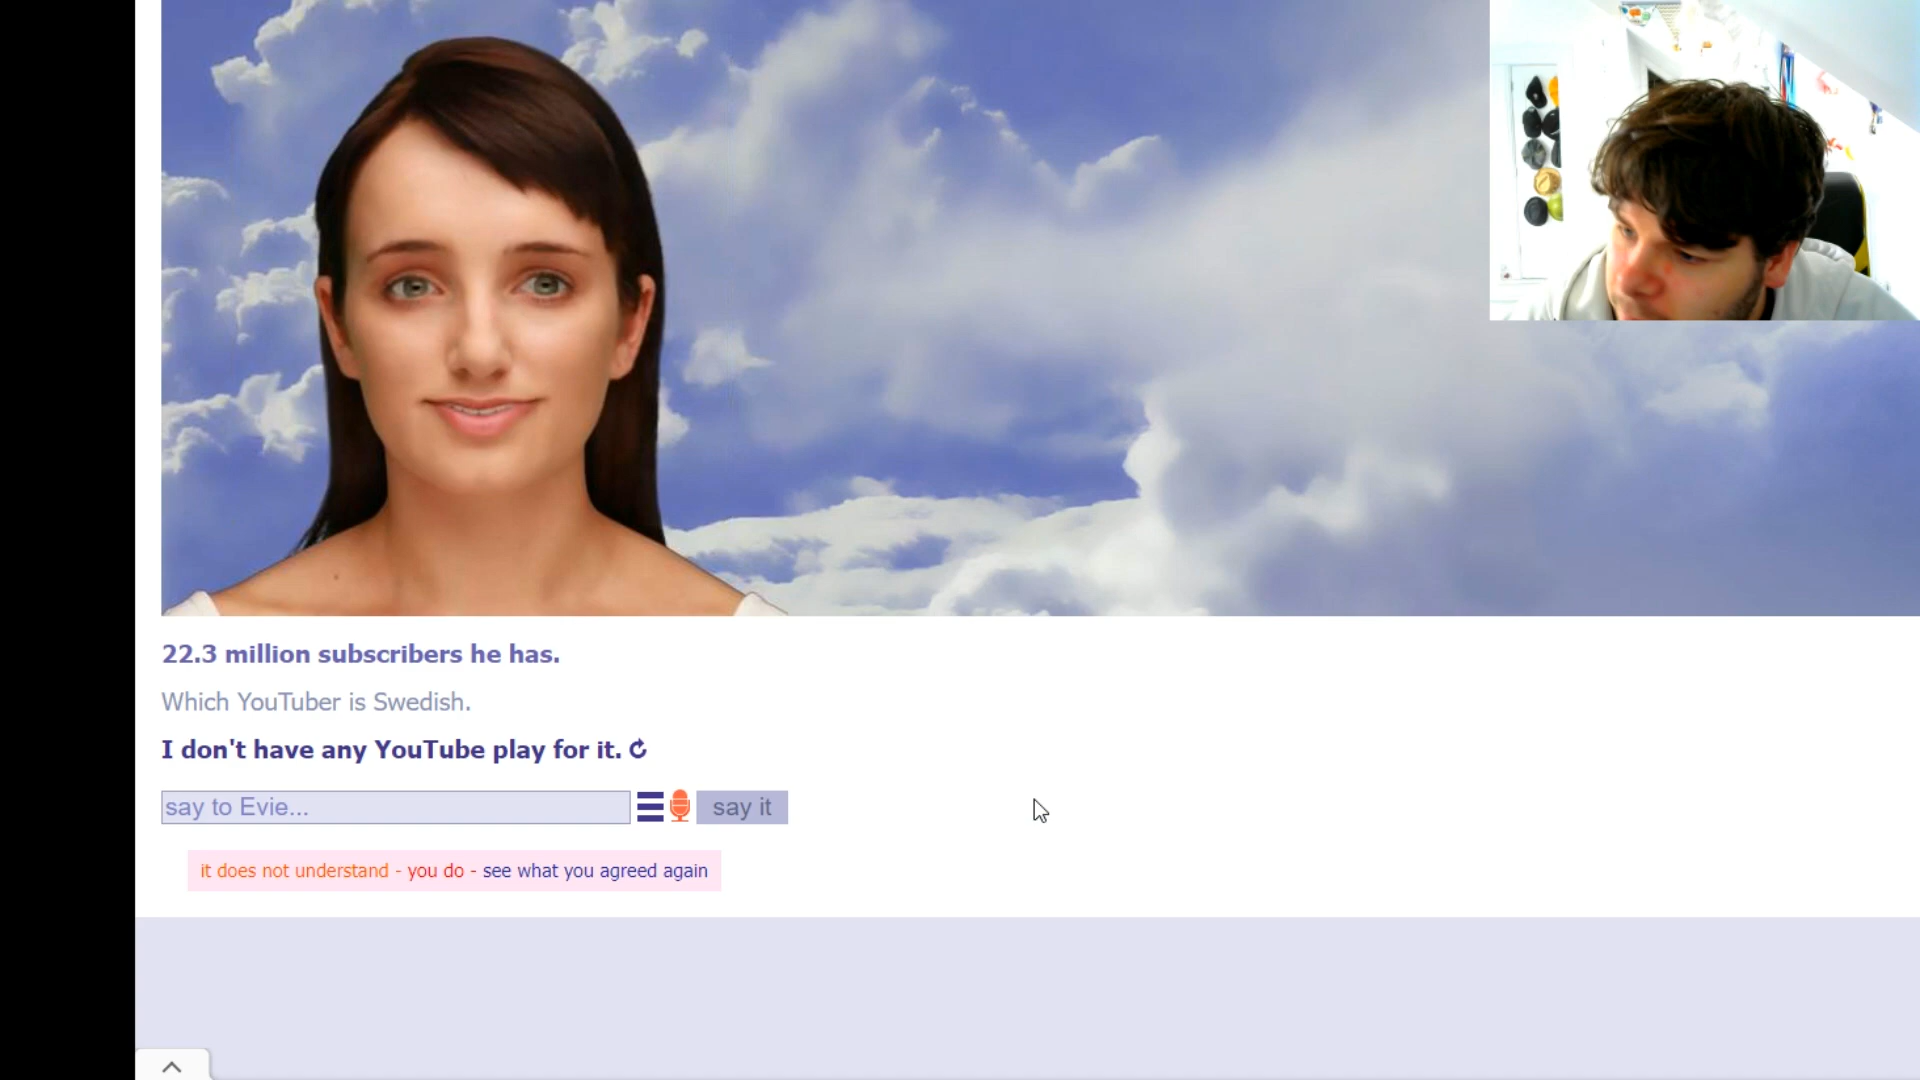 22.3 million subscribers he has.
Which YouTuber is Swedish.
I don't have any YouTube play for it.
say to Evie...
say it
it does not understand - you do - see what you agreed again